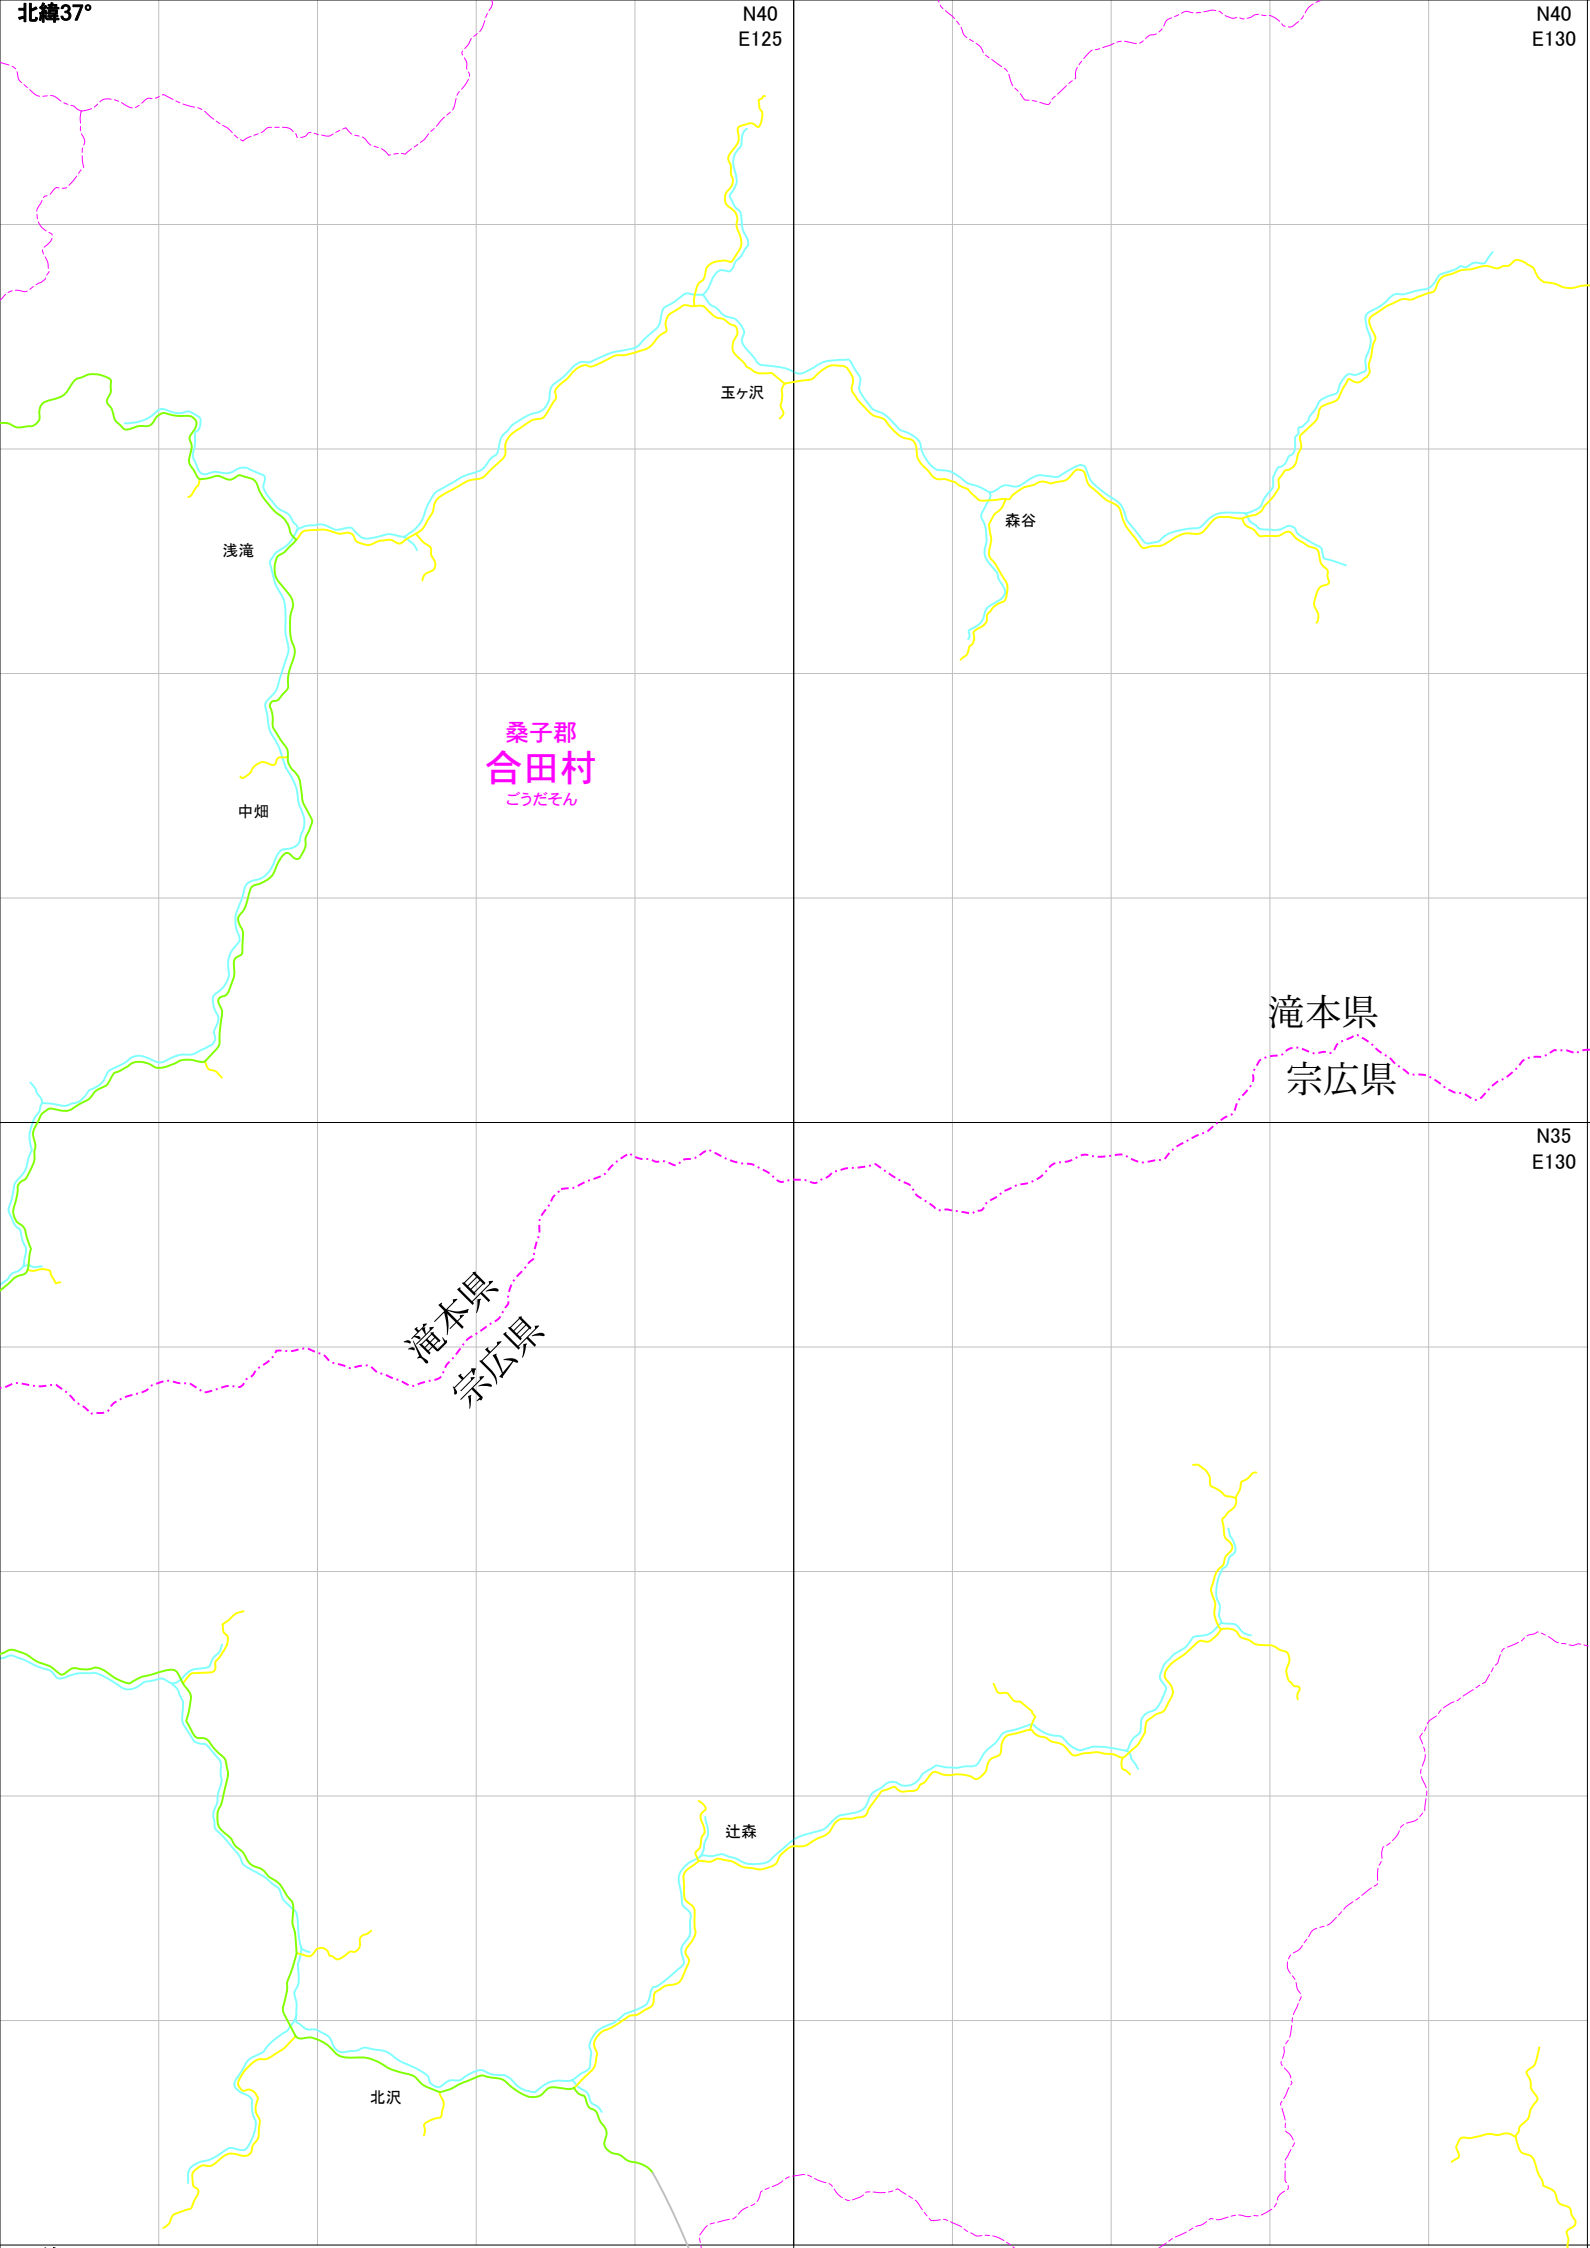 北緯37°
N40
E125
N40
E130
玉ヶ沢
森谷
浅滝
桑子郡
合田村
ごうだそん
中畑
滝本県
宗広県
N35
E130
滝本県
宗広県
辻森
北沢